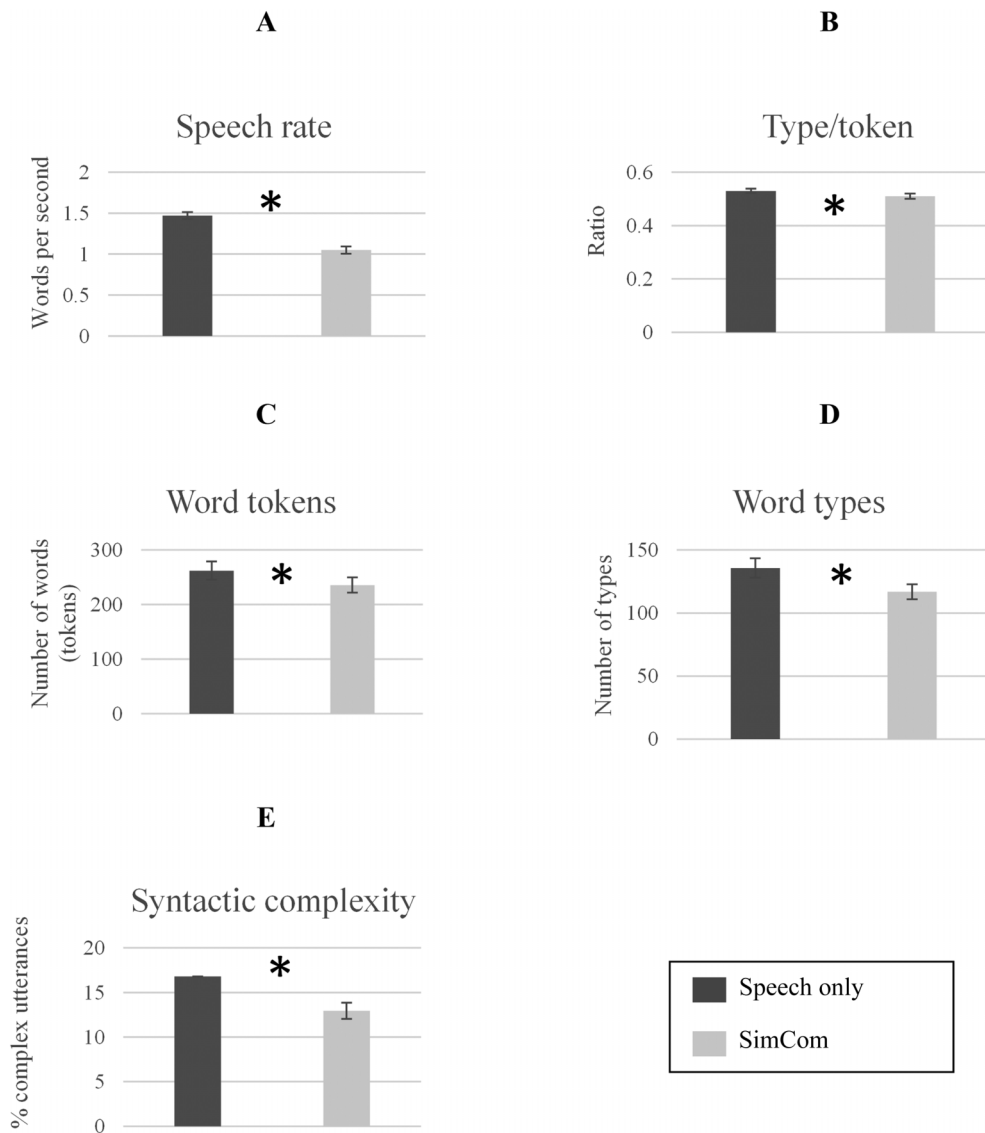 A
Speech rate
Words per second
2
1.5
1
0.5
0
*
B
Type/token
Ratio
0.6
0.4
0.2
0
*
C
Word tokens
Number of words
(tokens)
300
200
100
0
*
D
Word types
Number of types
150
100
50
0
*
E
Syntactic complexity
% complex utterances
20
15
10
5
0
*
Speech only
SimCom